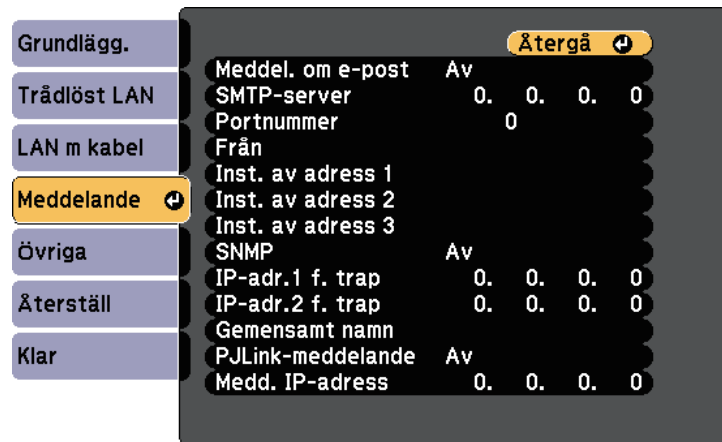 Grundlägg.
Trådlöst LAN
LAN m kabel
Meddelande
Övriga
Återställ
Klar
Återgå
Meddel. om e-post Av
SMTP-server 0. 0. 0. 0
Portnummer 0
Från
Inst. av adress 1
Inst. av adress 2
Inst. av adress 3
SNMP Av
IP-adr.1 f. trap 0. 0. 0. 0
IP-adr.2 f. trap 0. 0. 0. 0
Gemensamt namn
PJLink-meddelande Av
Medd. IP-adress 0. 0. 0. 0